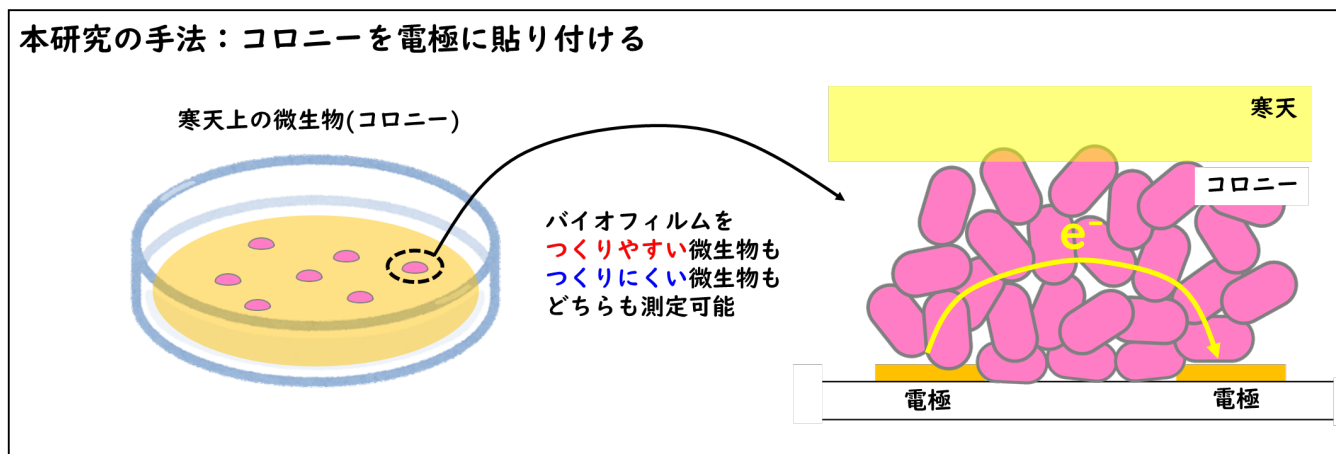 本研究の手法：コロニーを電極に貼り付ける
寒天上の微生物(コロニー)
バイオフィルムを
つくりやすい微生物も
つくりにくい微生物も
どちらも測定可能
寒天
コロニー
e⁻
電極
電極